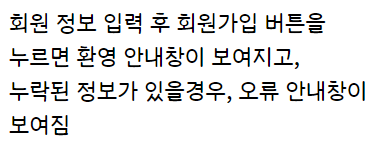 회원 정보 입력 후 회원가입 버튼을
누르면 환영 안내창이 보여지고,
누락된 정보가 있을경우, 오류 안내창이
보여짐